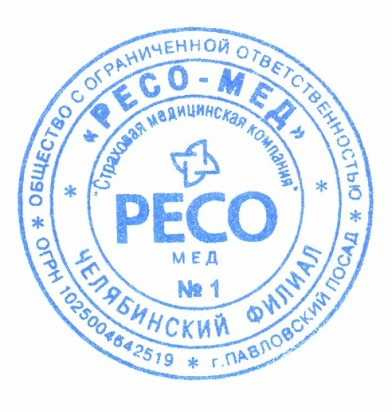 ОБЩЕСТВО С ОГРАНИЧЕННОЙ ОТВЕТСТВЕННОСТЬЮ
* ОГРН 1025004642519 * г.ПАВЛОВСКИЙ ПОСАД *
«РЕСО-МЕД»
* ЧЕЛЯБИНСКИЙ ФИЛИАЛ *
"Страховая медицинская компания"
РЕСО
МЕД
№ 1